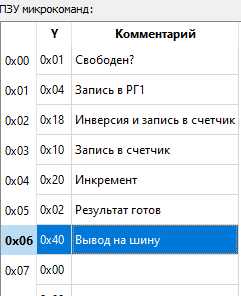 ПЗУ микрокоманд:
Y Комментарий
0x00 0x01 Свободен?
0x01 0x04 Запись в РГ1
0x02 0x18 Инверсия и запись в счетчик
0x03 0x10 Запись в счетчик
0x04 0x20 Инкремент
0x05 0x02 Результат готов
0x06 0x40 Вывод на шину
0x07 0x00